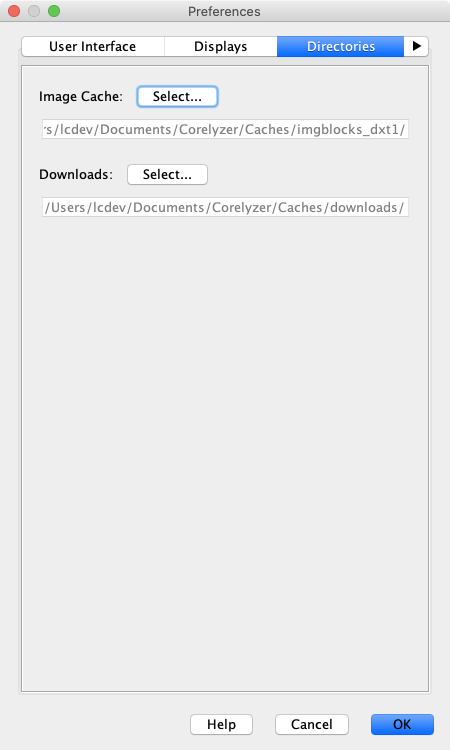 Preferences
User Interface Displays Directories
Image Cache: Select...
s/lcdev/Documents/Corelyzer/Caches/imgblocks_dxt1/
Downloads: Select...
/Users/lcdev/Documents/Corelyzer/Caches/downloads/
Help Cancel OK